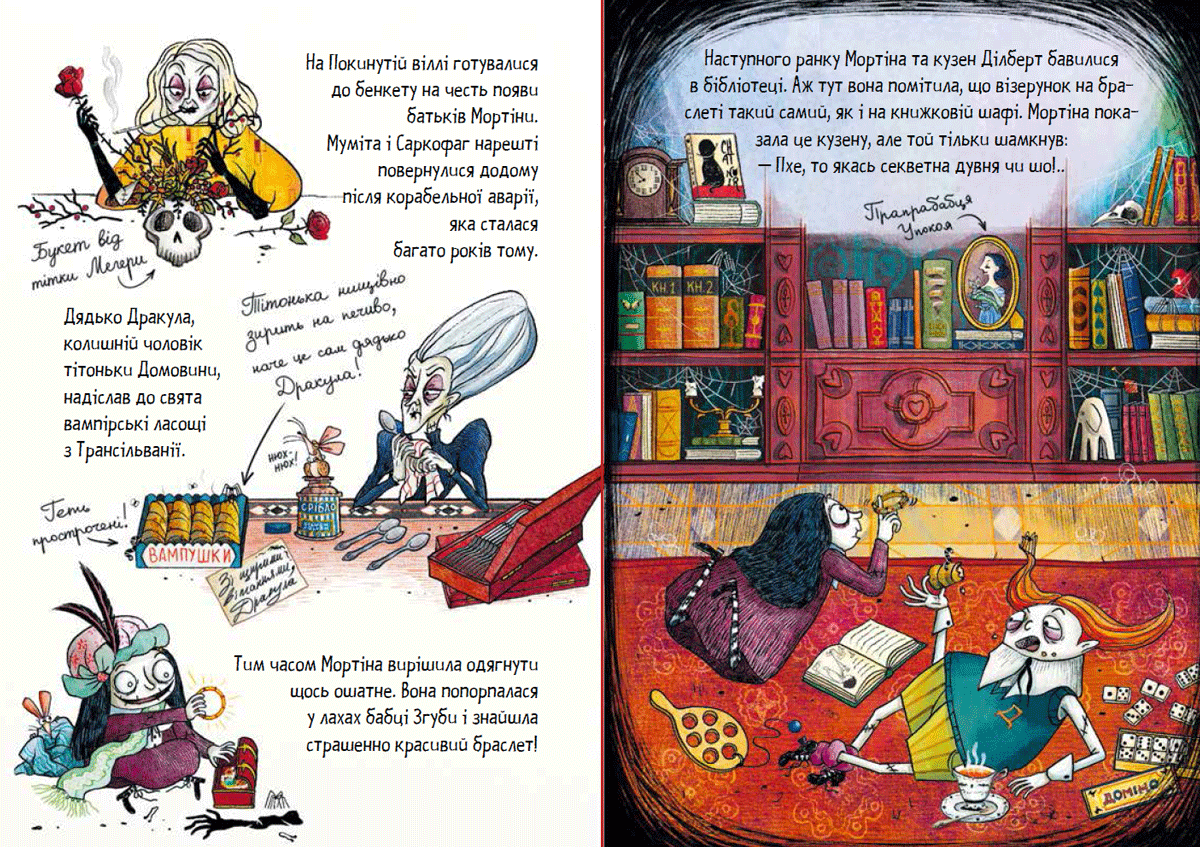 На Покинутій віллі готувалися
до бенкету на честь появи
батьків Мортіни.
Муміта і Саркофаг нарешті
повернулися додому
після корабельної аварії,
яка сталася
багато років тому.
Букет від
тітки Мегери
Тітонька нищівно
зирить на печиво,
наче це сам дядько
Дракула!
Дядько Дракула,
колишній чоловік
тітоньки Домовини,
надіслав до свята
вампірські ласощі
з Трансільванії.
НЮХ-
НЮХ!
СРІБЛО
Геть
прострочені!
ВАМПУШКИ
Зі щирими
вітаннями,
Дракула
Тим часом Мортіна вирішила одягнути
щось ошатне. Вона попорпалася
у лахах бабці Згуби і знайшла
страшенно красивий браслет!
Наступного ранку Мортіна та кузен Ділберт бавилися
в бібліотеці. Аж тут вона помітила, що візерунок на бра-
слеті такий самий, як і на книжковій шафі. Мортіна пока-
зала це кузену, але той тільки шамкнув:
— Пхе, то якась секретна дувня чи шо!..
CHAT
NOIR
Прапрабабця
Упокоя
КН.1
КН.2
Д
ДОМІНО